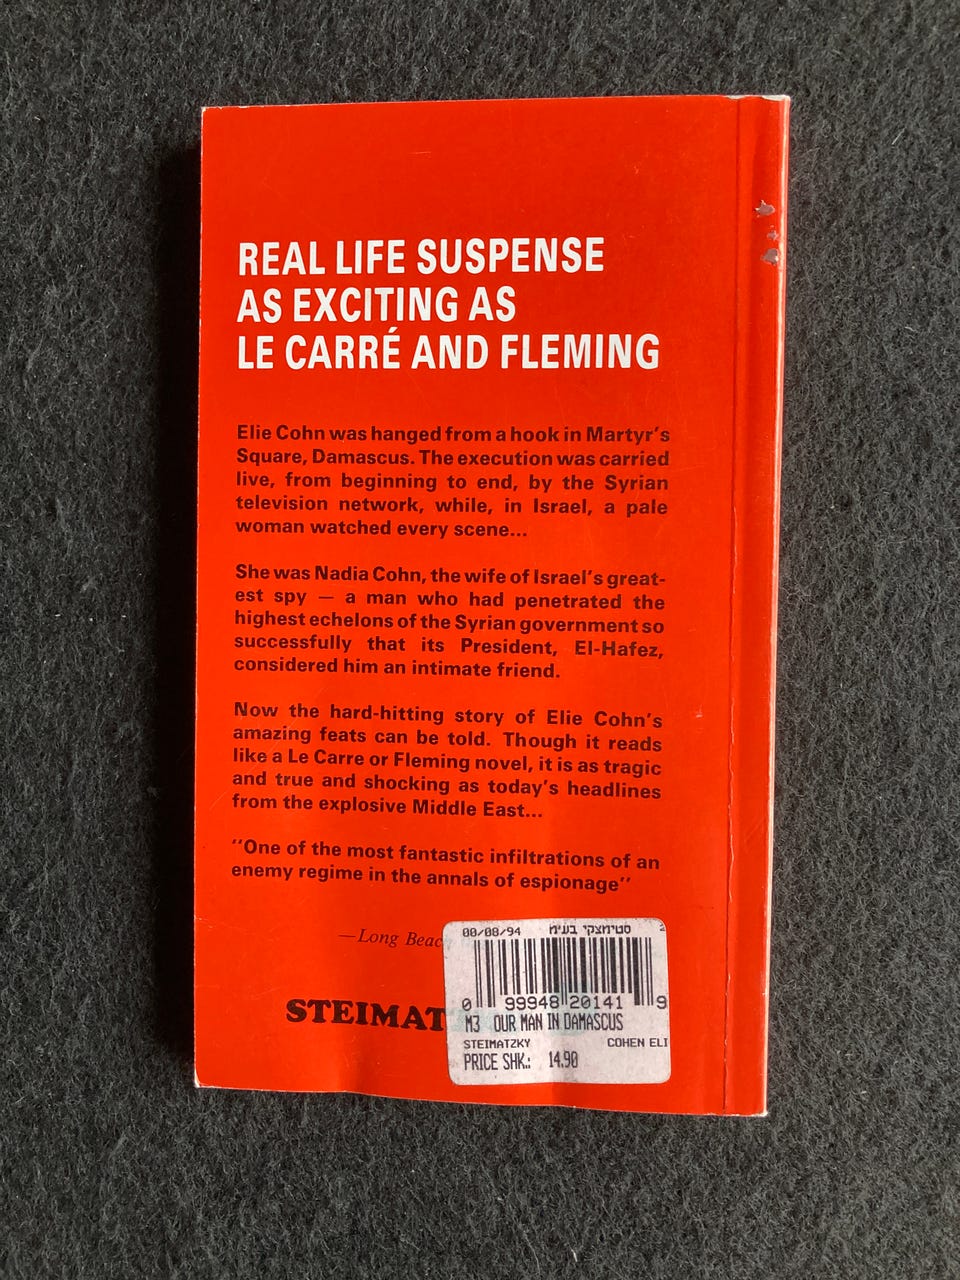 REAL LIFE SUSPENSE
AS EXCITING AS
LE CARRÉ AND FLEMING
Elie Cohn was hanged from a hook in Martyr's
Square, Damascus. The execution was carried
live, from beginning to end, by the Syrian
television network, while, in Israel, a pale
woman watched every scene...
She was Nadia Cohn, the wife of Israel's great-
est spy — a man who had penetrated the
highest echelons of the Syrian government so
successfully that its President, El-Hafez,
considered him an intimate friend.
Now the hard-hitting story of Elie Cohn's
amazing feats can be told. Though it reads
like a Le Carre or Fleming novel, it is as tragic
and true and shocking as today's headlines
from the explosive Middle East...
''One of the most fantastic infiltrations of an
enemy regime in the annals of espionage''
—Long Beac
00/08/94 סטימצקי בע"מ 2
0 99948 20141 9
STEIMAT
M3 OUR MAN IN DAMASCUS
STEIMATZKY COHEN ELI
PRICE SHK.: 14.90